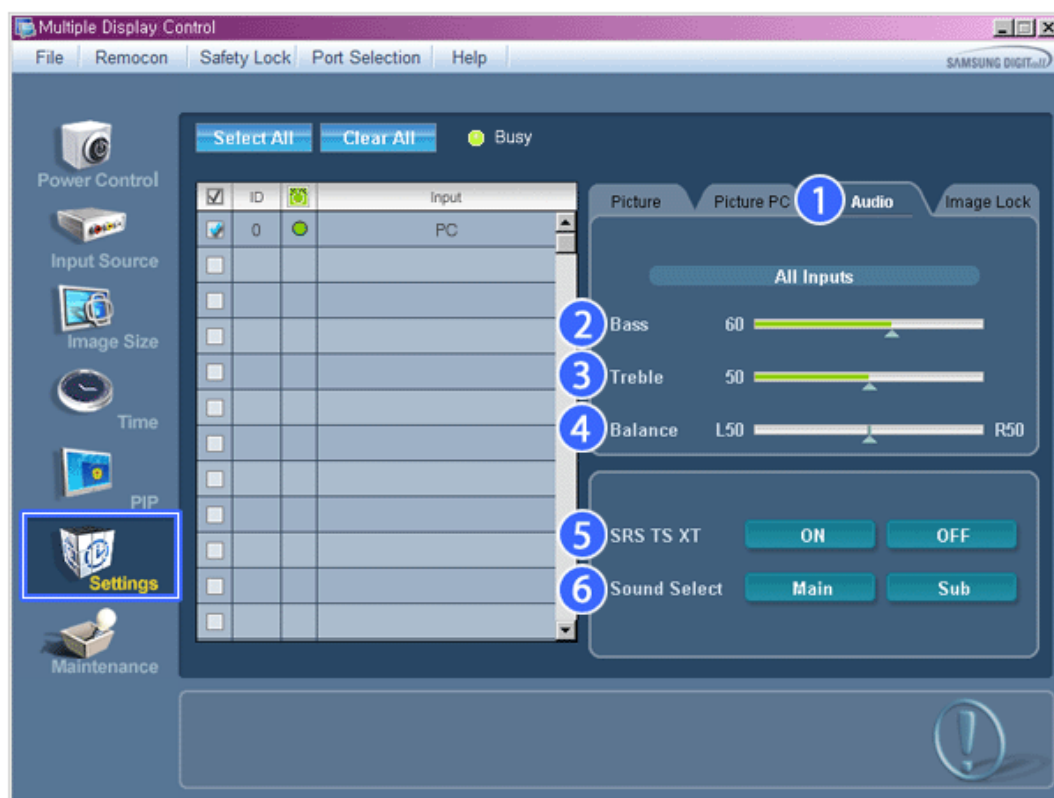 Multiple Display Control
File Remocon Safety Lock Port Selection Help
SAMSUNG DIGITall
Select All Clear All Busy
Power Control
Input Source
Image Size
Time
PIP
Settings
Maintenance
ID Input
0 PC
Picture Picture PC 1 Audio Image Lock
All Inputs
2 Bass 60
3 Treble 50
4 Balance L50 R50
5 SRS TS XT ON OFF
6 Sound Select Main Sub